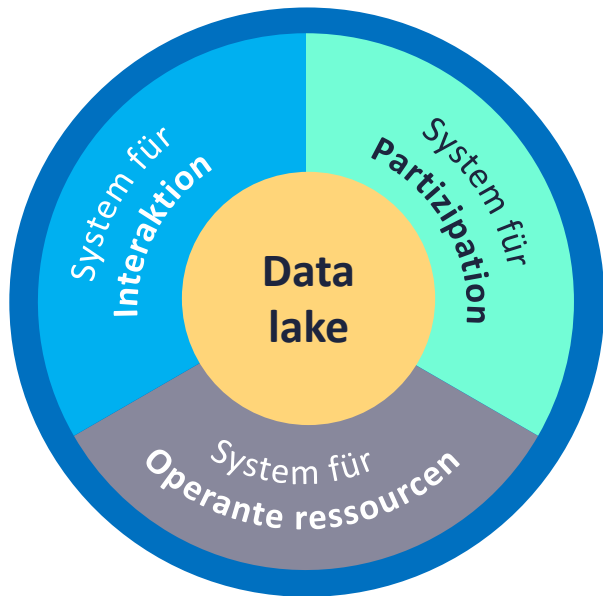 System für
Interaktion
System für
Partizipation
Data
lake
System für
Operante ressourcen